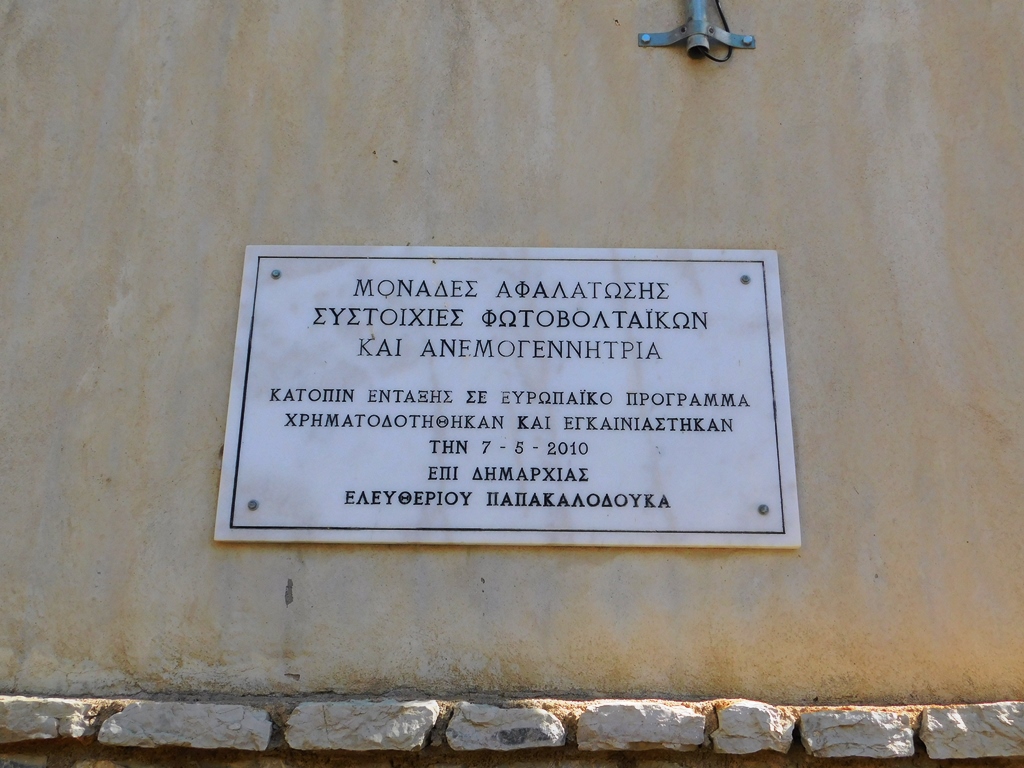 ΜΟΝΑΔΕΣ ΑΦΑΛΑΤΩΣΗΣ
ΣΥΣΤΟΙΧΙΕΣ ΦΩΤΟΒΟΛΤΑΪΚΩΝ
ΚΑΙ ΑΝΕΜΟΓΕΝΝΗΤΡΙΑ
ΚΑΤΟΠΙΝ ΕΝΤΑΞΗΣ ΣΕ ΕΥΡΩΠΑΪΚΟ ΠΡΟΓΡΑΜΜΑ
ΧΡΗΜΑΤΟΔΟΤΗΘΗΚΑΝ ΚΑΙ ΕΓΚΑΙΝΙΑΣΤΗΚΑΝ
ΤΗΝ 7 - 5 - 2010
ΕΠΙ ΔΗΜΑΡΧΙΑΣ
ΕΛΕΥΘΕΡΙΟΥ ΠΑΠΑΚΑΛΟΔΟΥΚΑ